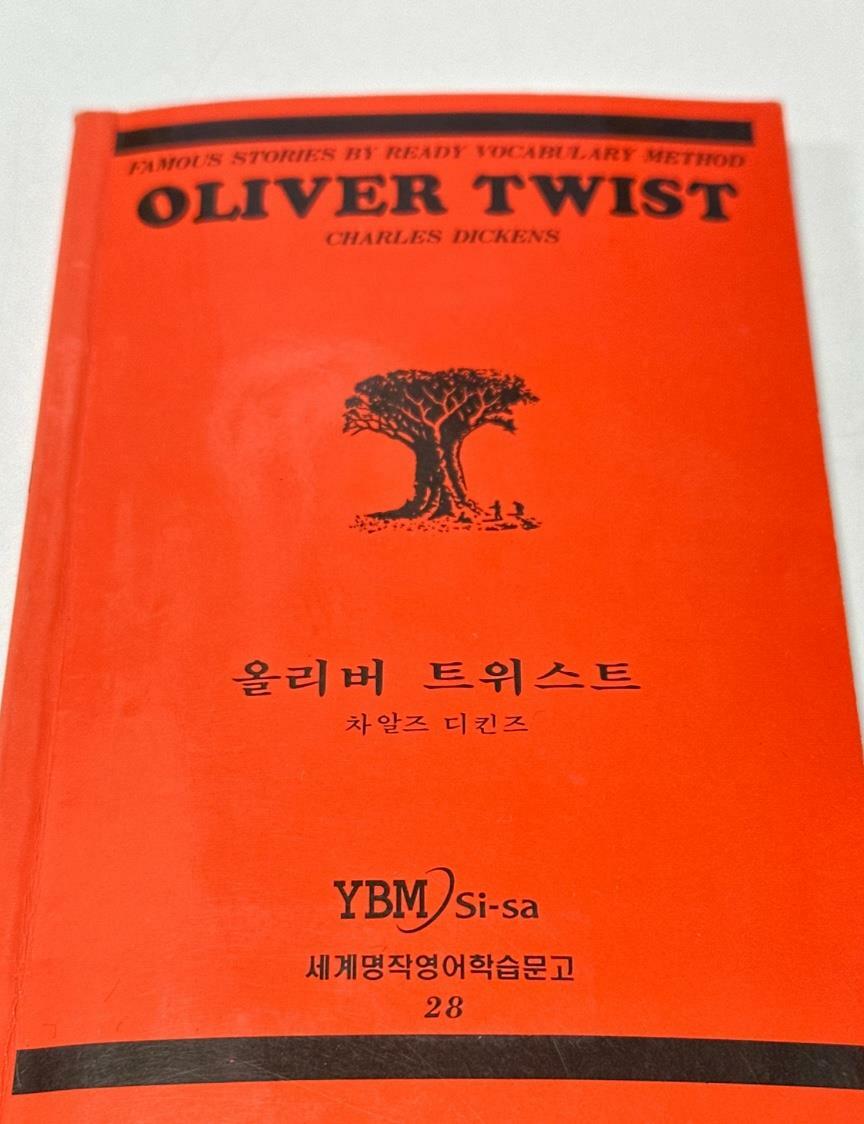 FAMOUS STORIES BY READY VOCABULARY METHOD
OLIVER TWIST
CHARLES DICKENS
올리버 트위스트
차알즈 디킨즈
YBM Si-sa
세계명작영어학습문고
28